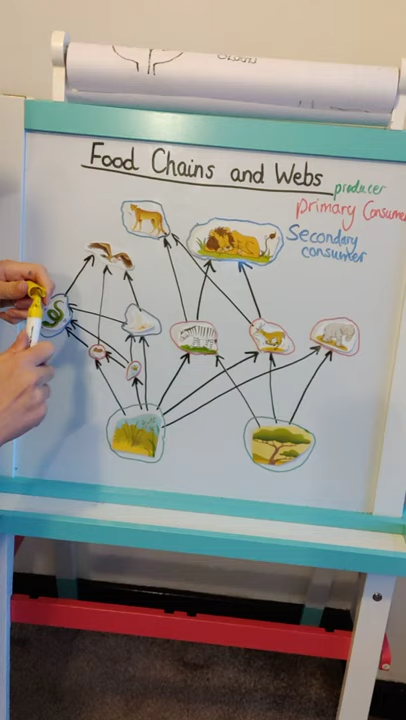 Food Chains and Webs
producer
Primary Consumer
Secondary
consumer